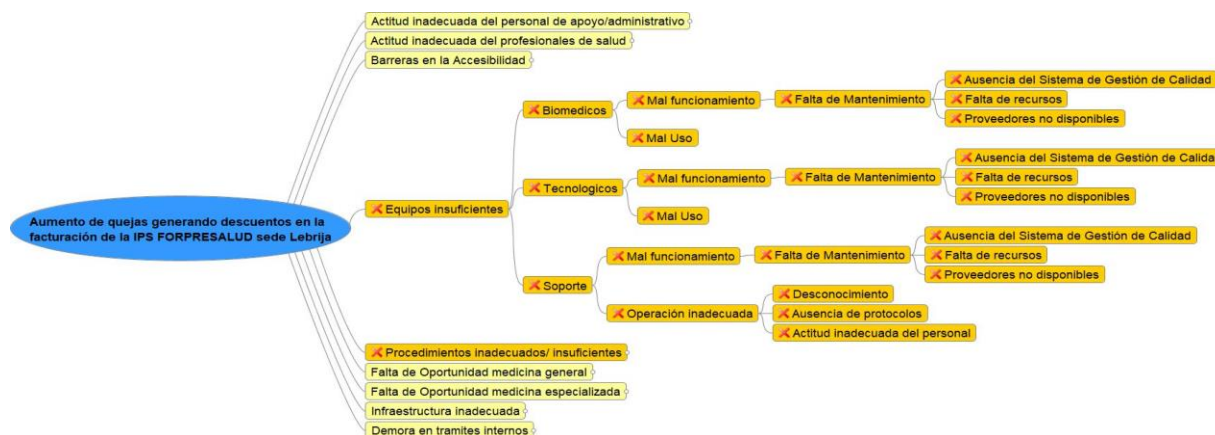 Actitud inadecuada del personal de apoyo/administrativo
Actitud inadecuada del profesionales de salud
Barreras en la Accesibilidad
Aumento de quejas generando descuentos en la
facturación de la IPS FORPRESALUD sede Lebrija
Equipos insuficientes
Biomedicos
Mal funcionamiento
Falta de Mantenimiento
Ausencia del Sistema de Gestión de Calidad
Falta de recursos
Proveedores no disponibles
Mal Uso
Tecnologicos
Mal funcionamiento
Falta de Mantenimiento
Ausencia del Sistema de Gestión de Calida
Falta de recursos
Proveedores no disponibles
Mal Uso
Soporte
Mal funcionamiento
Falta de Mantenimiento
Ausencia del Sistema de Gestión de Calidad
Falta de recursos
Proveedores no disponibles
Operación inadecuada
Desconocimiento
Ausencia de protocolos
Actitud inadecuada del personal
Procedimientos inadecuados/ insuficientes
Falta de Oportunidad medicina general
Falta de Oportunidad medicina especializada
Infraestructura inadecuada
Demora en tramites internos